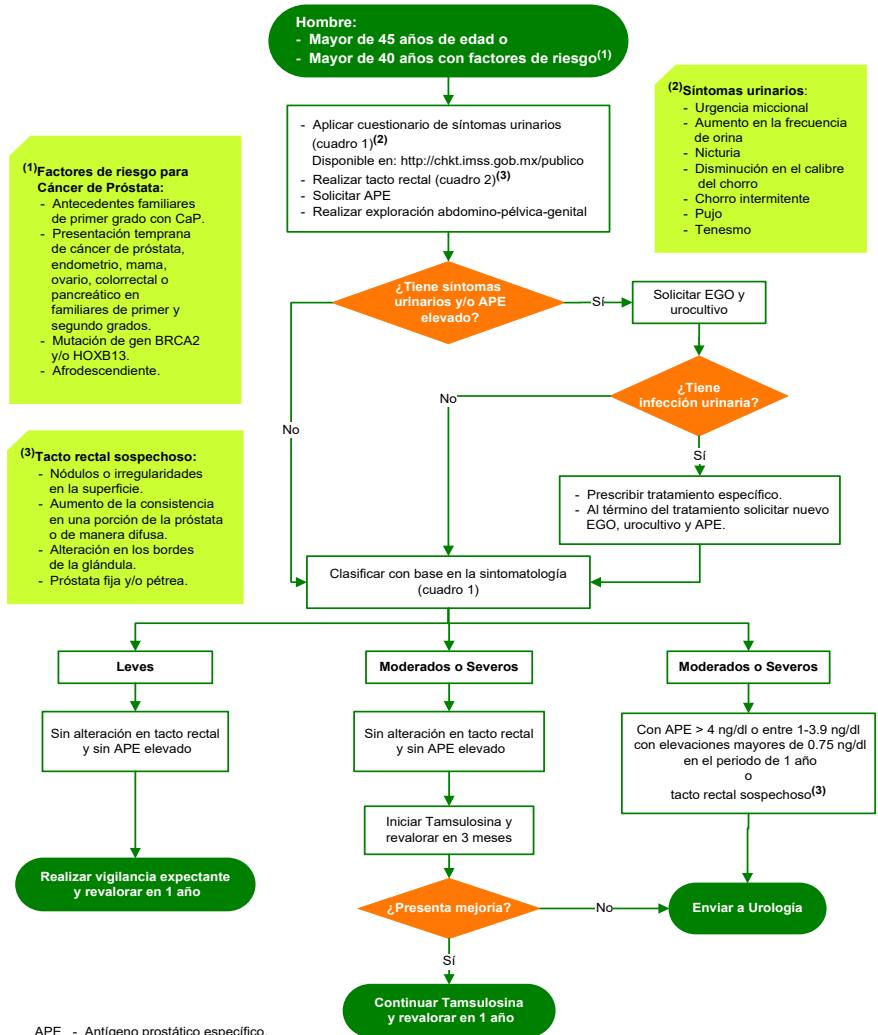 Hombre:
- Mayor de 45 años de edad o
- Mayor de 40 años con factores de riesgo(1)
- Aplicar cuestionario de síntomas urinarios
(cuadro 1)(2)
Disponible en: http://chkt.imss.gob.mx/publico
- Realizar tacto rectal (cuadro 2)(3)
- Solicitar APE
- Realizar exploración abdomino-pélvica-genital
(2)Síntomas urinarios:
- Urgencia miccional
- Aumento en la frecuencia
de orina
- Nicturia
- Disminución en el calibre
del chorro
- Chorro intermitente
- Pujo
- Tenesmo
(1)Factores de riesgo para
Cáncer de Próstata:
- Antecedentes familiares
de primer grado con CaP.
- Presentación temprana
de cáncer de próstata,
endometrio, mama,
ovario, colorrectal o
pancreático en
familiares de primer y
segundo grados.
- Mutación de gen BRCA2
y/o HOXB13.
- Afrodescendiente.
¿Tiene síntomas
urinarios y/o APE
elevado?
Sí
Solicitar EGO y
urocultivo
No
¿Tiene
infección urinaria?
No
Sí
- Prescribir tratamiento específico.
- Al término del tratamiento solicitar nuevo
EGO, urocultivo y APE.
(3)Tacto rectal sospechoso:
- Nódulos o irregularidades
en la superficie.
- Aumento de la consistencia
en una porción de la próstata
o de manera difusa.
- Alteración en los bordes
de la glándula.
- Próstata fija y/o pétrea.
Clasificar con base en la sintomatología
(cuadro 1)
Leves
Sin alteración en tacto rectal
y sin APE elevado
Realizar vigilancia expectante
y revalorar en 1 año
Moderados o Severos
Sin alteración en tacto rectal
y sin APE elevado
Iniciar Tamsulosina y
revalorar en 3 meses
¿Presenta mejoría?
No
Sí
Continuar Tamsulosina
y revalorar en 1 año
Moderados o Severos
Con APE > 4 ng/dl o entre 1-3.9 ng/dl
con elevaciones mayores de 0.75 ng/dl
en el periodo de 1 año
o
tacto rectal sospechoso(3)
Enviar a Urología
APE - Antígeno prostático específico.